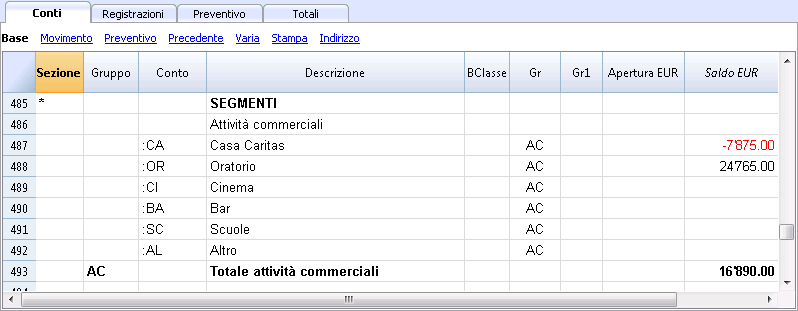 Conti Registrazioni Preventivo Totali
Base Movimento Preventivo Precedente Varia Stampa Indirizzo
Sezione Gruppo Conto Descrizione BClasse Gr Gr1 Apertura EUR Saldo EUR
485 * SEGMENTI
486 Attività commerciali
487 :CA Casa Caritas AC -7'875.00
488 :OR Oratorio AC 24'765.00
489 :CI Cinema AC
490 :BA Bar AC
491 :SC Scuole AC
492 :AL Altro AC
493 AC Totale attività commerciali 16'890.00